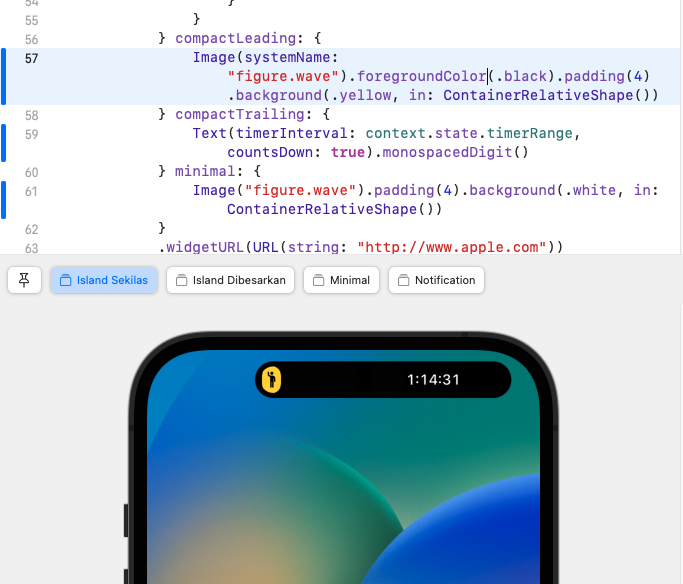 54 }
55 }
56 } compactLeading: {
57 Image(systemName:
"figure.wave").foregroundColor(.black).padding(4)
.background(.yellow, in: ContainerRelativeShape())
58 } compactTrailing: {
59 Text(timerInterval: context.state.timerRange,
countsDown: true).monospacedDigit()
60 } minimal: {
61 Image("figure.wave").padding(4).background(.white, in:
ContainerRelativeShape())
62 }
63 .widgetURL(URL(string: "http://www.apple.com"))
Island Sekilas Island Dibesarkan Minimal Notification
1:14:31